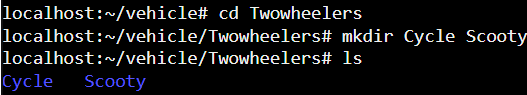 localhost:~/vehicle# cd Twowheelers
localhost:~/vehicle/Twowheelers# mkdir Cycle Scooty
localhost:~/vehicle/Twowheelers# ls
Cycle   Scooty